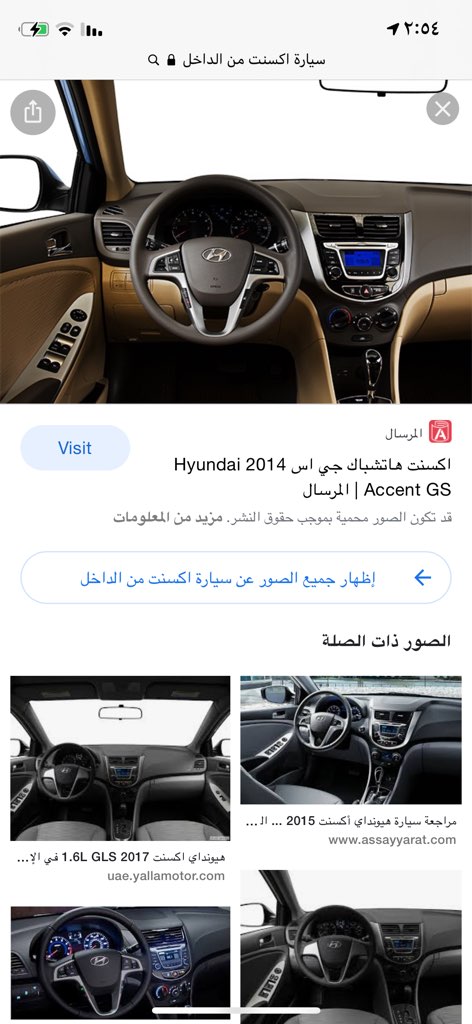 ٢:٥٤
سيارة اكسنت من الداخل
المرسال
Visit
اكسنت هاتشباك جي اس 2014 Hyundai
Accent GS | المرسال
قد تكون الصور محمية بموجب حقوق النشر. مزيد من المعلومات
إظهار جميع الصور عن سيارة اكسنت من الداخل
الصور ذات الصلة
مراجعة سيارة هيونداي أكسنت 2015 ... الـ...
www.assayyarat.com
هيونداي اكسنت 2017 1.6L GLS في الإ...
uae.yallamotor.com